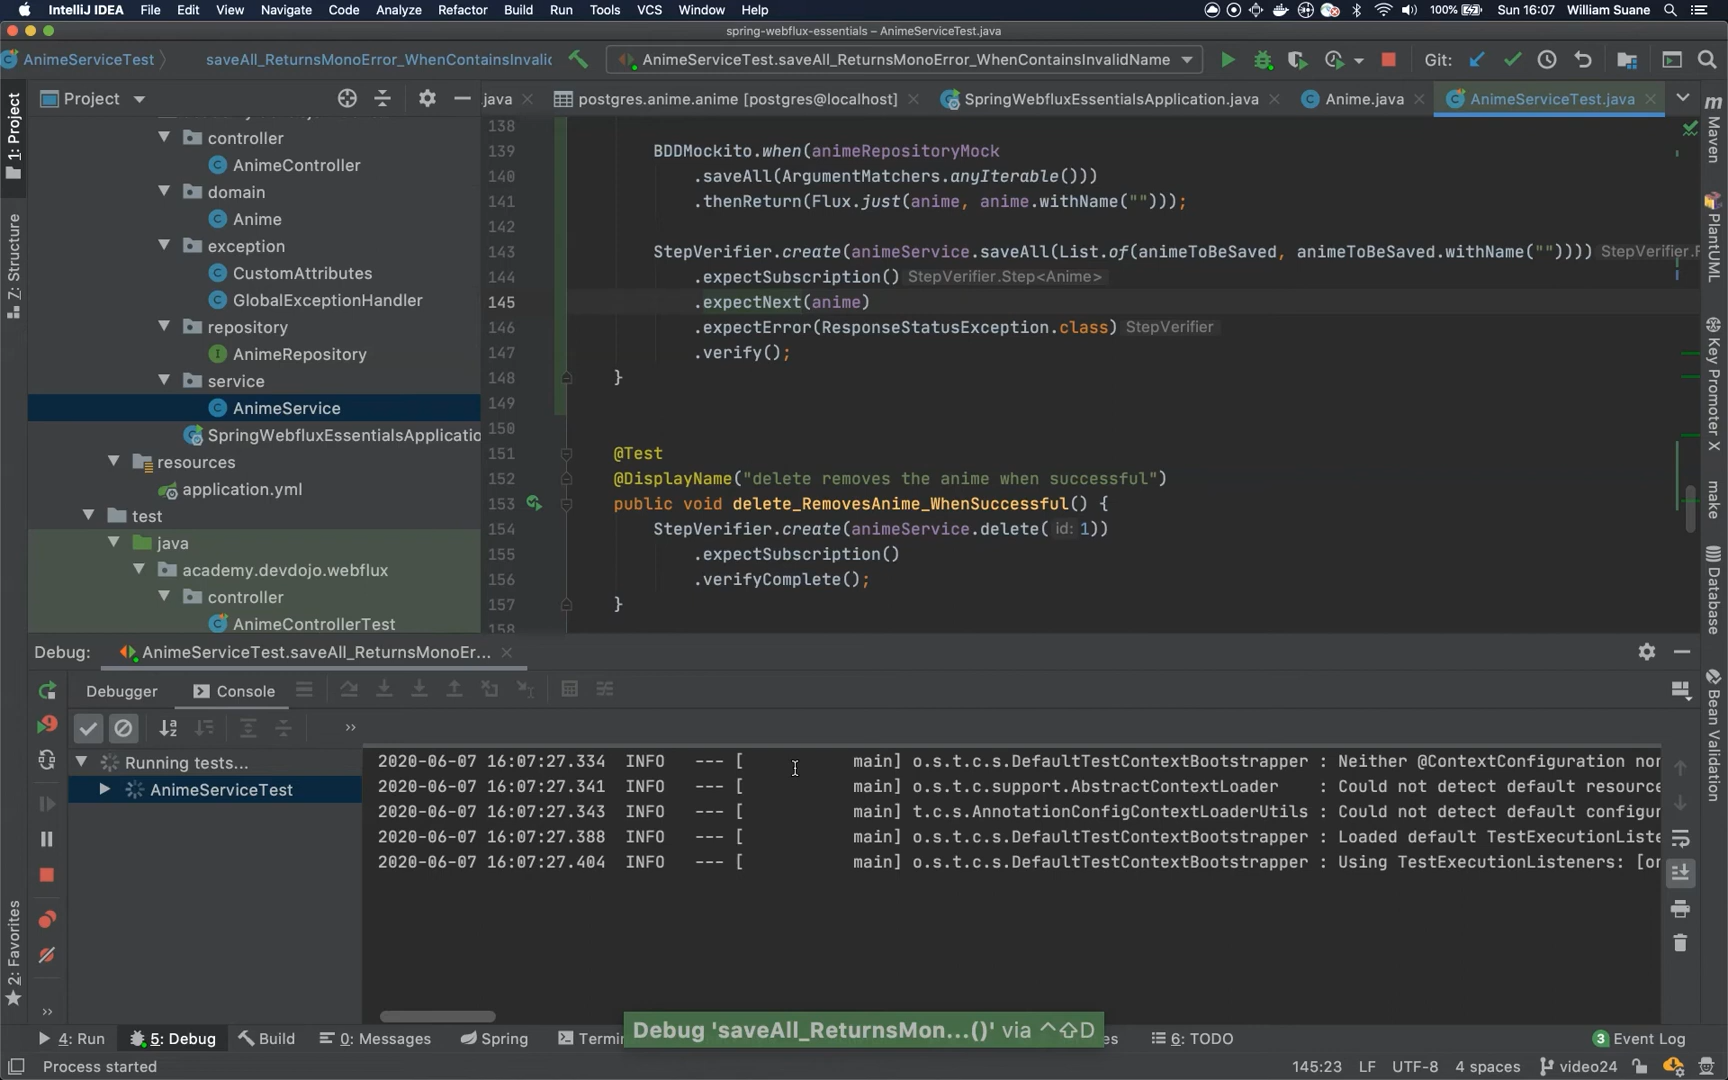 IntelliJ IDEA File Edit View Navigate Code Analyze Refactor Build Run Tools VCS Window Help 100% Sun 16:07 William Suane
spring-webflux-essentials – AnimeServiceTest.java
AnimeServiceTest saveAll_ReturnsMonoError_WhenContainsInvalid AnimeServiceTest.saveAll_ReturnsMonoError_WhenContainsInvalidName Git:
Project java postgres.anime.anime [postgres@localhost] SpringWebfluxEssentialsApplication.java Anime.java AnimeServiceTest.java
1: Project
Z: Structure
2: Favorites
controller
AnimeController
domain
Anime
exception
CustomAttributes
GlobalExceptionHandler
repository
AnimeRepository
service
AnimeService
SpringWebfluxEssentialsApplicatio
resources
application.yml
test
java
academy.devdojo.webflux
controller
AnimeControllerTest
138
139 BDDMockito.when(animeRepositoryMock
140 .saveAll(ArgumentMatchers.anyIterable()))
141 .thenReturn(Flux.just(anime, anime.withName("")));
142
143 StepVerifier.create(animeService.saveAll(List.of(animeToBeSaved, animeToBeSaved.withName("")))) StepVerifier.F
144 .expectSubscription() StepVerifier.Step<Anime>
145 .expectNext(anime)
146 .expectError(ResponseStatusException.class) StepVerifier
147 .verify();
148 }
149
150
151 @Test
152 @DisplayName("delete removes the anime when successful")
153 public void delete_RemovesAnime_WhenSuccessful() {
154 StepVerifier.create(animeService.delete( id: 1))
155 .expectSubscription()
156 .verifyComplete();
157 }
158
m Maven
PlantUML
Key Promoter X
make
Database
Bean Validation
Debug: AnimeServiceTest.saveAll_ReturnsMonoEr...
Debugger Console
Running tests...
AnimeServiceTest
2020-06-07 16:07:27.334 INFO --- [ main] o.s.t.c.s.DefaultTestContextBootstrapper : Neither @ContextConfiguration nor
2020-06-07 16:07:27.341 INFO --- [ main] o.s.t.c.support.AbstractContextLoader : Could not detect default resource
2020-06-07 16:07:27.343 INFO --- [ main] t.c.s.AnnotationConfigContextLoaderUtils : Could not detect default configur
2020-06-07 16:07:27.388 INFO --- [ main] o.s.t.c.s.DefaultTestContextBootstrapper : Loaded default TestExecutionListe
2020-06-07 16:07:27.404 INFO --- [ main] o.s.t.c.s.DefaultTestContextBootstrapper : Using TestExecutionListeners: [or
Debug 'saveAll_ReturnsMon...()' via ^⇧D
4: Run 5: Debug Build 0: Messages Spring Termi es 6: TODO 3 Event Log
Process started 145:23 LF UTF-8 4 spaces video24